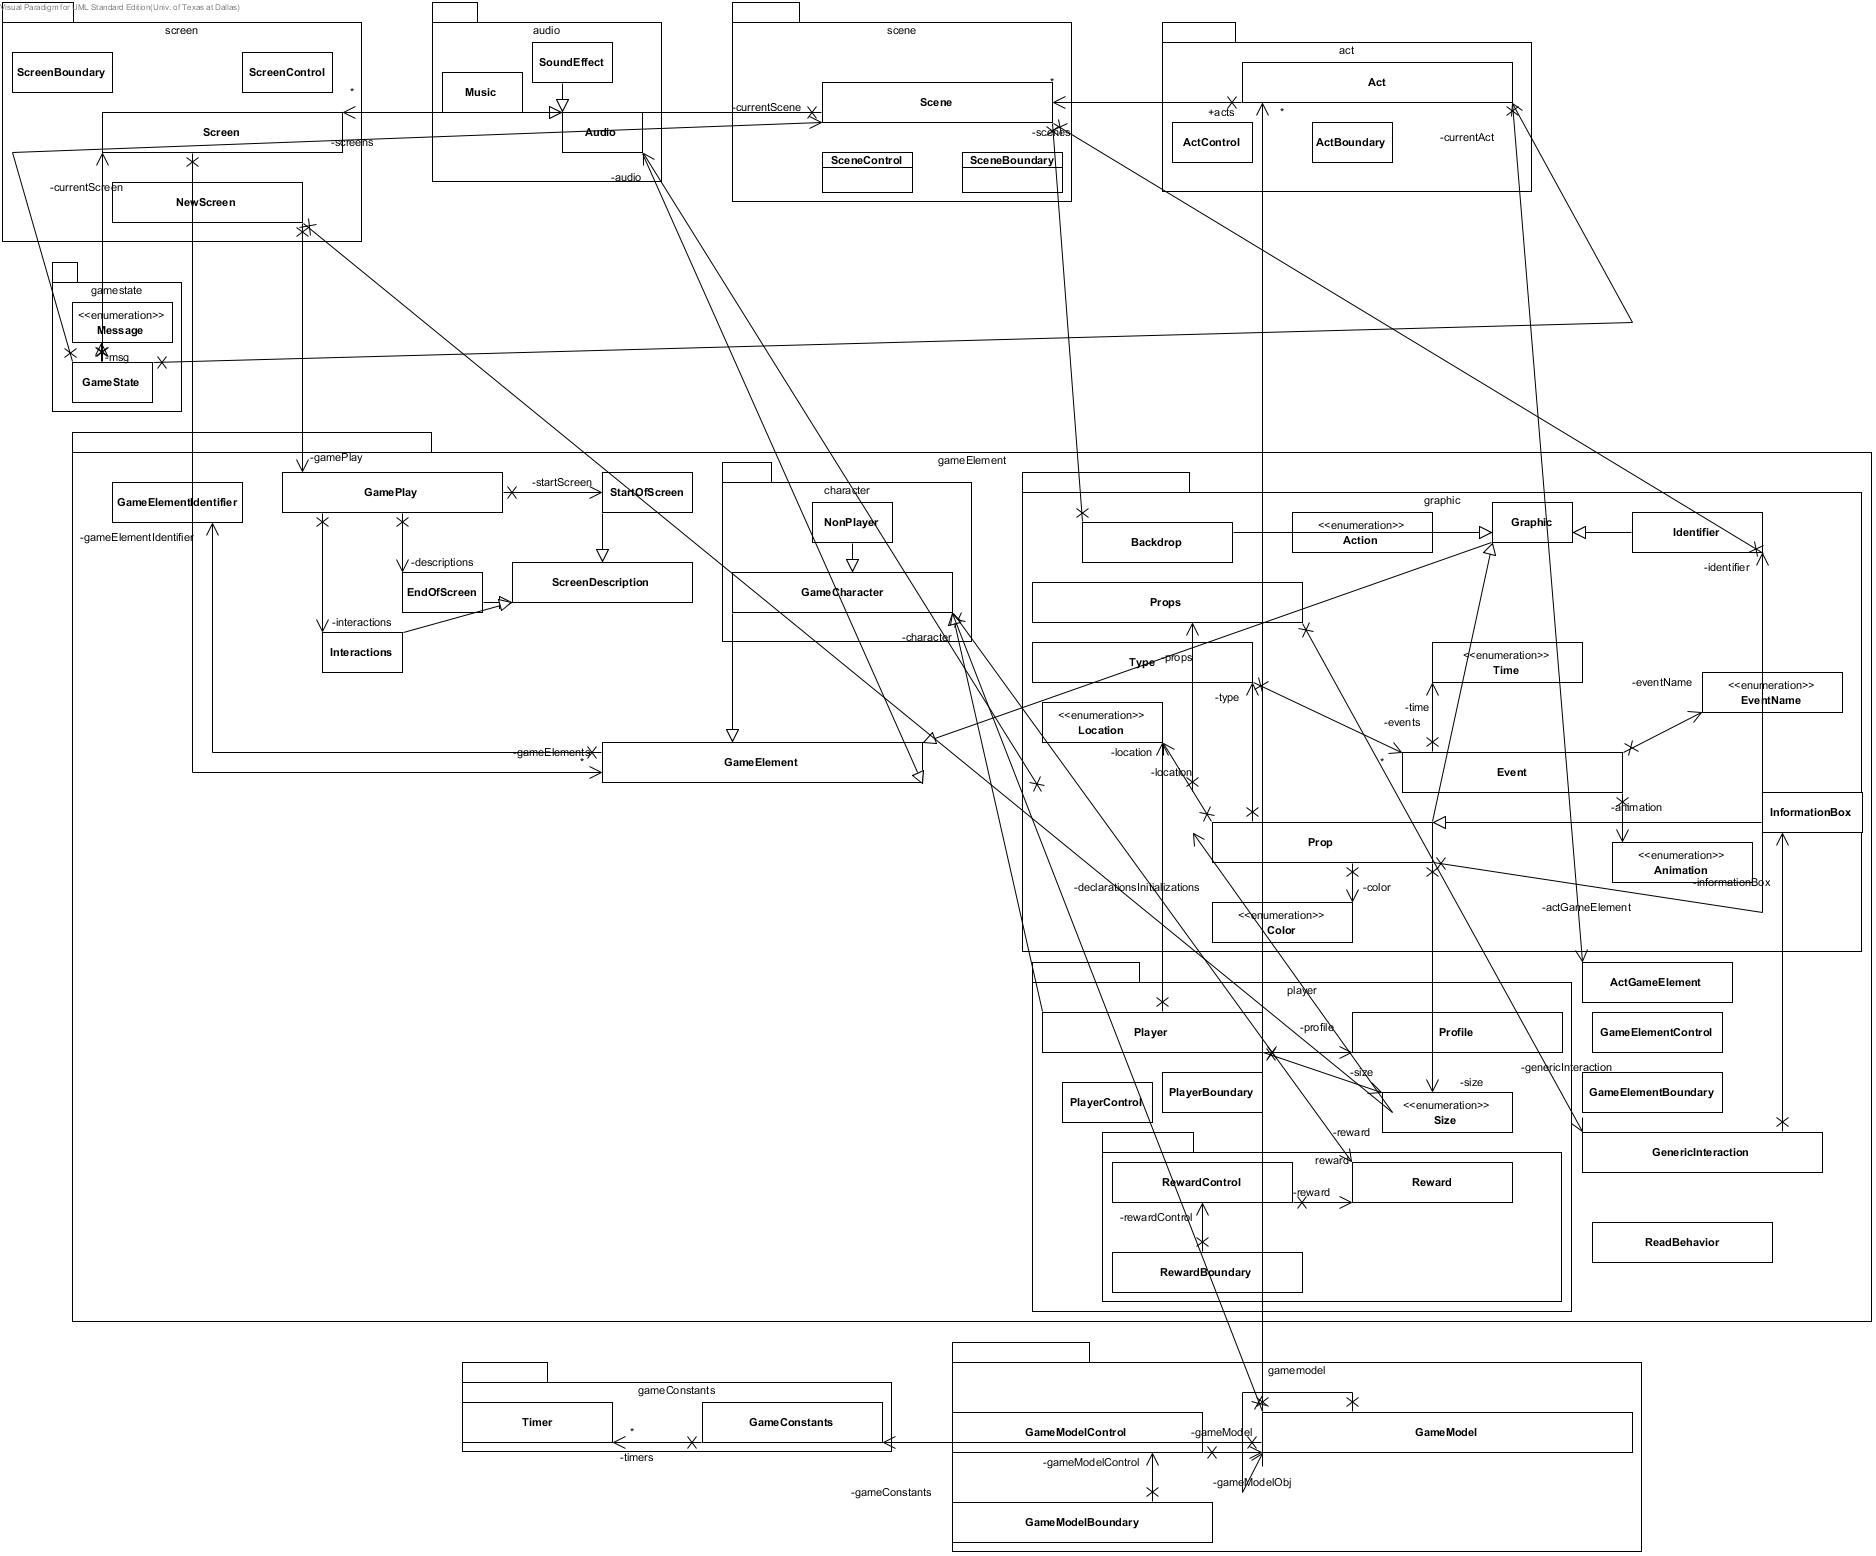 Visual Paradigm for UML Standard Edition(Univ. of Texas at Dallas)
screen
ScreenBoundary
ScreenControl
*
Screen
-screens
-currentScreen
NewScreen
audio
SoundEffect
Music
Audio
-audio
scene
*
Scene
-currentScene
-scenes
SceneControl
SceneBoundary
act
Act
+acts
*
ActControl
ActBoundary
-currentAct
gamestate
<<enumeration>>
Message
-msg
GameState
gameElement
-gamePlay
GameElementIdentifier
-gameElementIdentifier
GamePlay
-startScreen
StartOfScreen
-descriptions
EndOfScreen
ScreenDescription
-interactions
Interactions
character
NonPlayer
GameCharacter
-character
-gameElements
*
GameElement
graphic
Backdrop
<<enumeration>>
Action
Graphic
Identifier
-identifier
Props
Type
-props
-type
<<enumeration>>
Time
-time
-events
*
-eventName
<<enumeration>>
EventName
<<enumeration>>
Location
-location
-location
Event
-animation
InformationBox
Prop
<<enumeration>>
Animation
-informationBox
-declarationsInitializations
-color
<<enumeration>>
Color
-actGameElement
ActGameElement
player
Player
-profile
Profile
GameElementControl
-size
-size
-genericInteraction
PlayerControl
PlayerBoundary
<<enumeration>>
Size
GameElementBoundary
-reward
GenericInteraction
reward
RewardControl
-reward
Reward
-rewardControl
RewardBoundary
ReadBehavior
gameConstants
Timer
*
-timers
GameConstants
-gameConstants
gamemodel
GameModelControl
-gameModel
GameModel
-gameModelControl
-gameModelObj
GameModelBoundary